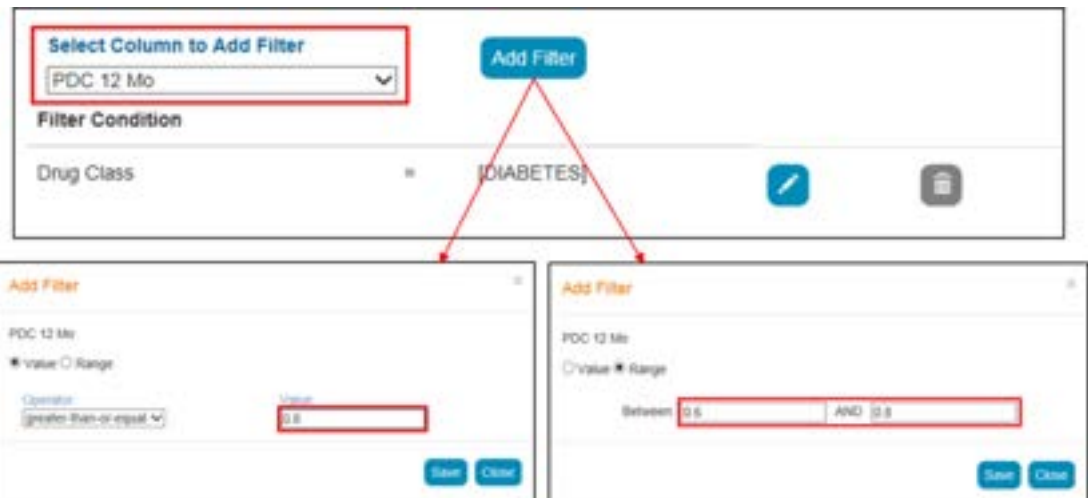 Select Column to Add Filter
PDC 12 Mo
Add Filter
Filter Condition
Drug Class = [DIABETES]
Add Filter ×
PDC 12 Mo
Value Range
Operator Value
greater-than-or-equal 0.8
Save Close
Add Filter ×
PDC 12 Mo
Value Range
Between 0.6 AND 0.8
Save Close